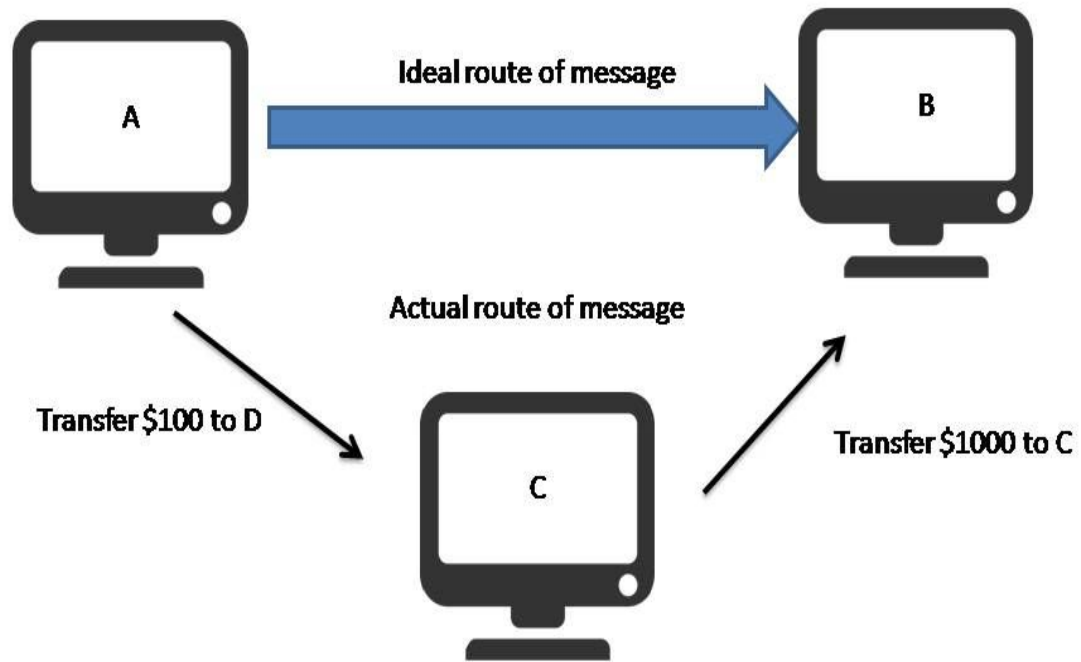 Ideal route of message
A
B
Actual route of message
Transfer $100 to D
Transfer $1000 to C
C